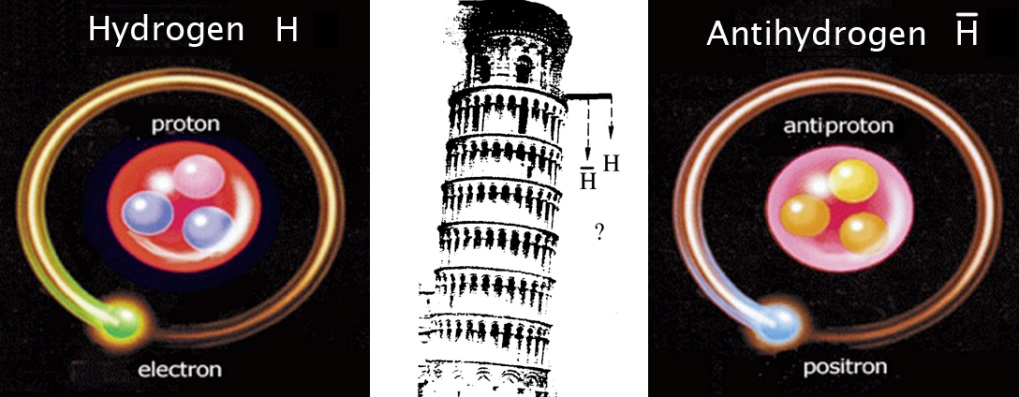 Hydrogen H
proton
electron
H̅
H
?
Antihydrogen H̅
antiproton
positron